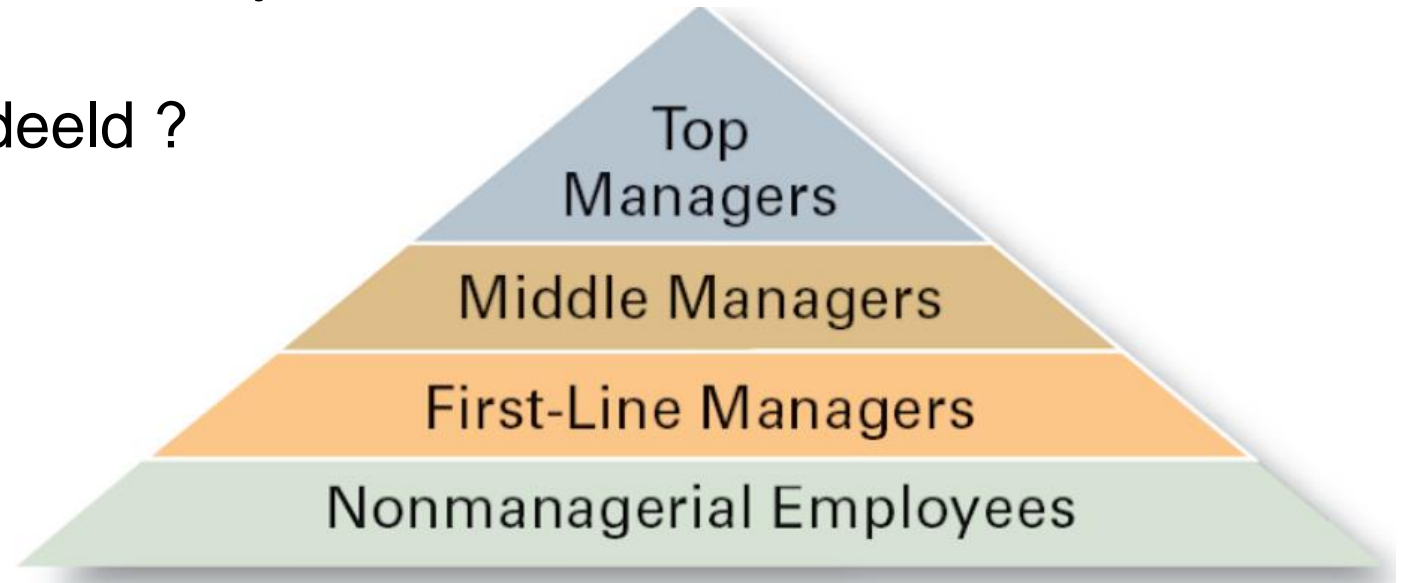 deeld ?
Top
Managers
Middle Managers
First-Line Managers
Nonmanagerial Employees